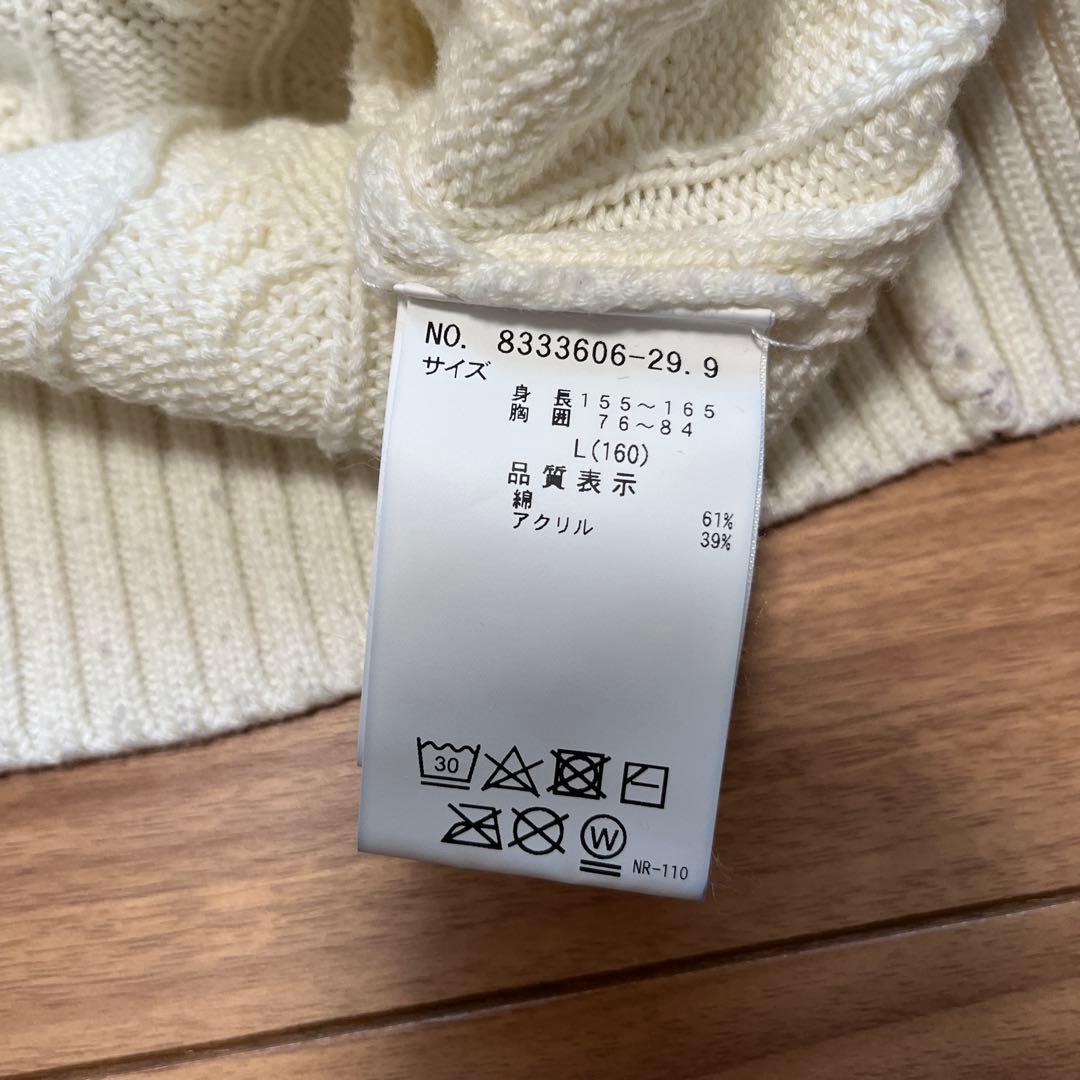 NO. 8333606-29.9
サイズ
身長 155～165
胸囲 76～84
L(160)
品質表示
綿 61%
アクリル 39%
30
W
NR-110